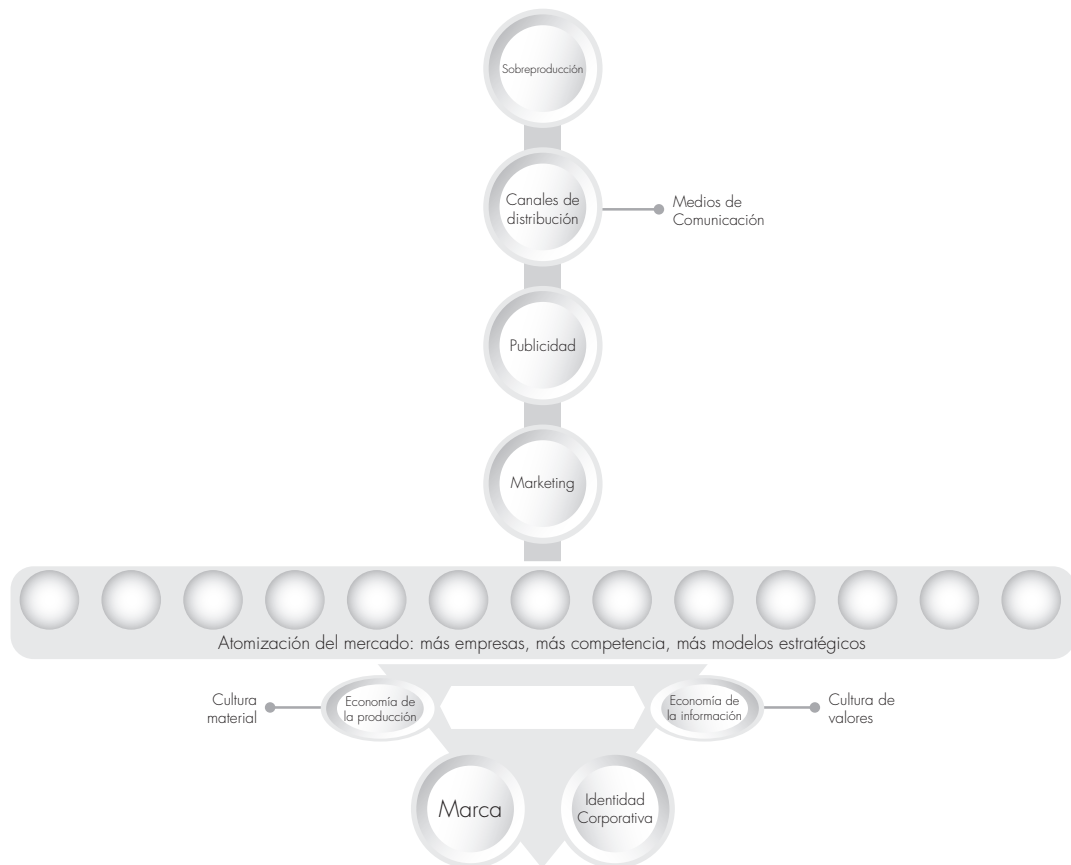 Sobreproducción
Canales de
distribución
Medios de
Comunicación
Publicidad
Marketing
Atomización del mercado: más empresas, más competencia, más modelos estratégicos
Cultura
material
Economía de
la producción
Economía de
la información
Cultura de
valores
Marca
Identidad
Corporativa